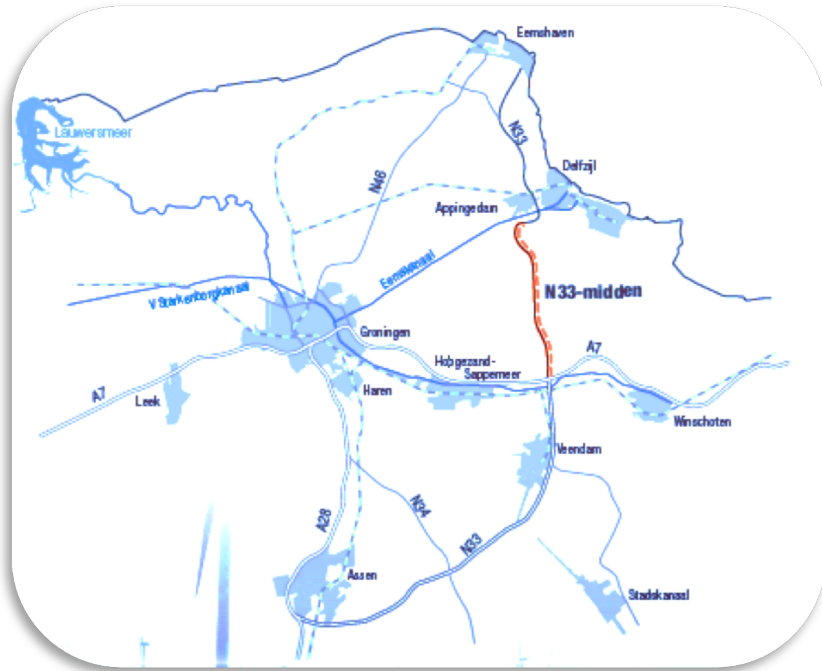 Eemshaven
Lauwersmeer
N33
Delfzijl
N46
Appingedam
Eemskanaal
N33-midden
V Starkenborgkanaal
Groningen
A7
Hoogezand-
Sappemeer
A7
Haren
Leek
Winschoten
Veendam
N34
A28
N33
Assen
Stadskanaal